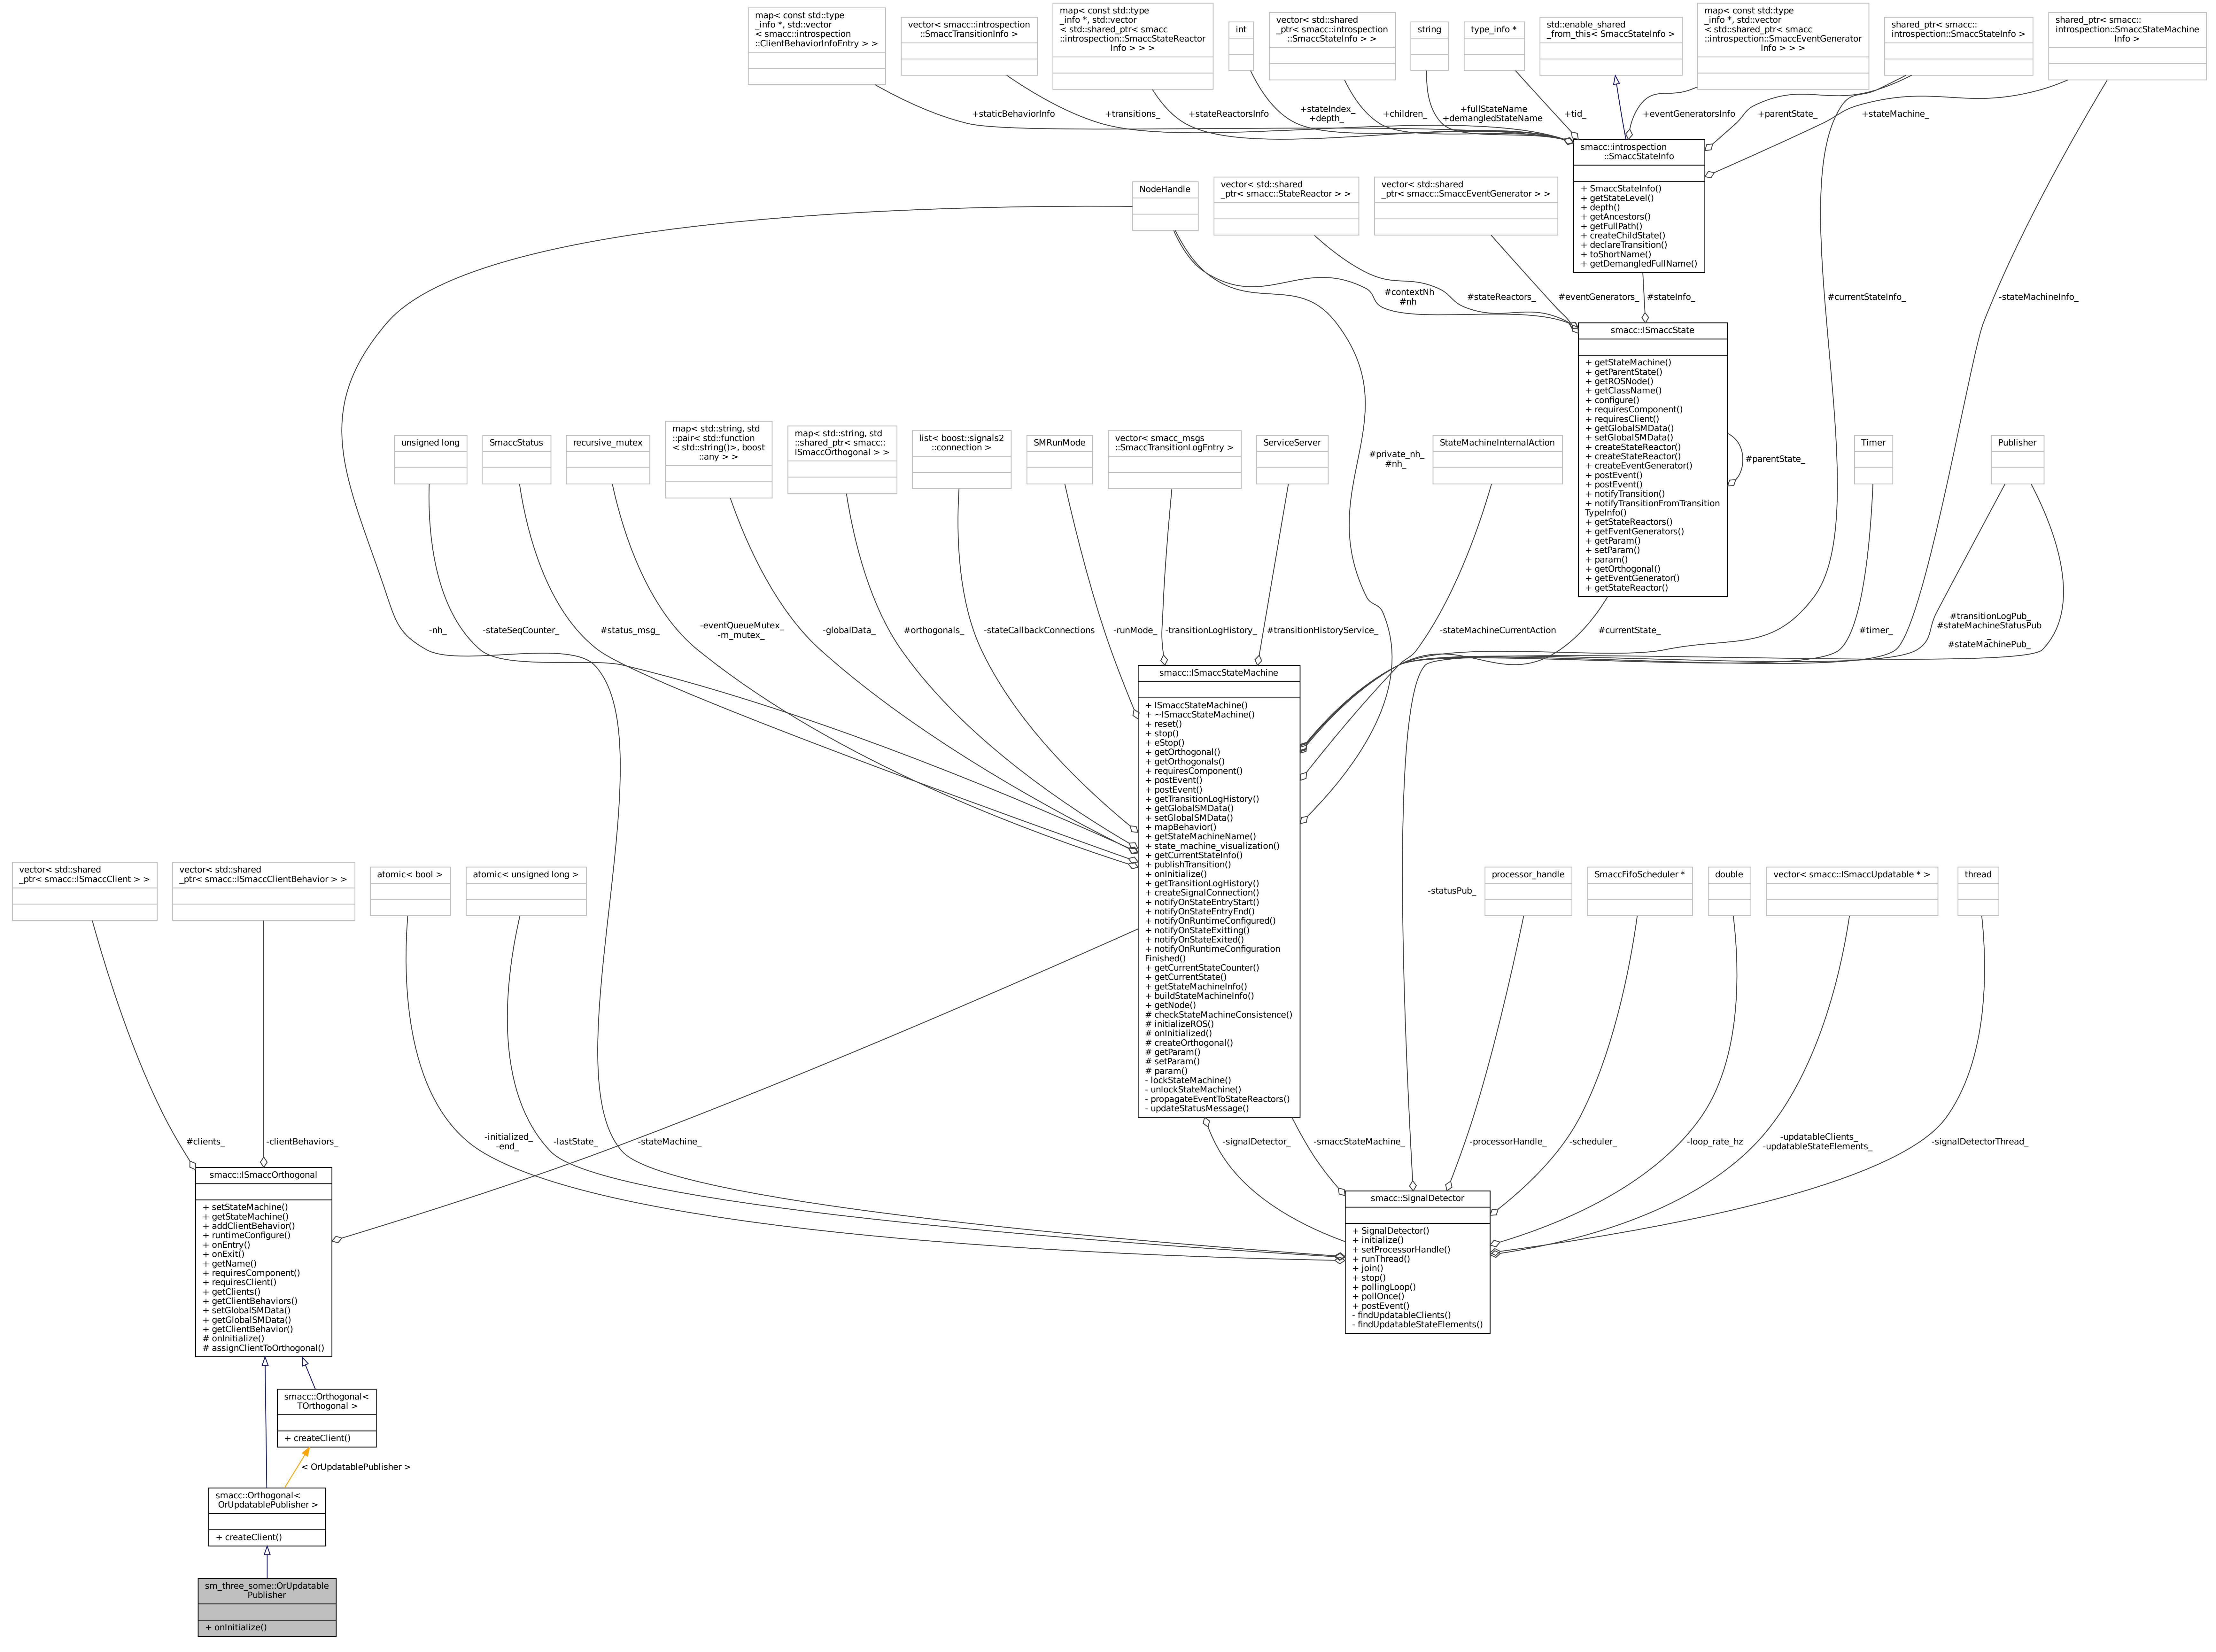 map< const std::type
_info *, std::vector
< smacc::introspection
::ClientBehaviorInfoEntry > >
vector< smacc::introspection
::SmaccTransitionInfo >
map< const std::type
_info *, std::vector
< std::shared_ptr< smacc
::introspection::SmaccStateReactor
Info > > >
int
vector< std::shared
_ptr< smacc::introspection
::SmaccStateInfo > >
string
type_info *
std::enable_shared
_from_this< SmaccStateInfo >
map< const std::type
_info *, std::vector
< std::shared_ptr< smacc
::introspection::SmaccEventGenerator
Info > > >
shared_ptr< smacc::
introspection::SmaccStateInfo >
shared_ptr< smacc::
introspection::SmaccStateMachine
Info >
+staticBehaviorInfo
+transitions_
+stateReactorsInfo
+stateIndex_
+depth_
+children_
+fullStateName
+demangledStateName
+tid_
+eventGeneratorsInfo
+parentState_
+stateMachine_
smacc::introspection
::SmaccStateInfo
+ SmaccStateInfo()
+ getStateLevel()
+ depth()
+ getAncestors()
+ getFullPath()
+ createChildState()
+ declareTransition()
+ toShortName()
+ getDemangledFullName()
NodeHandle
vector< std::shared
_ptr< smacc::StateReactor > >
vector< std::shared
_ptr< smacc::SmaccEventGenerator > >
#contextNh
#nh
#stateReactors_
#eventGenerators_
#stateInfo_
#currentStateInfo_
-stateMachineInfo_
smacc::ISmaccState
+ getStateMachine()
+ getParentState()
+ getROSNode()
+ getClassName()
+ configure()
+ requiresComponent()
+ requiresClient()
+ getGlobalSMData()
+ setGlobalSMData()
+ createStateReactor()
+ createStateReactor()
+ createEventGenerator()
+ postEvent()
+ postEvent()
+ notifyTransition()
+ notifyTransitionFromTransition
TypeInfo()
+ getStateReactors()
+ getEventGenerators()
+ getParam()
+ setParam()
+ param()
+ getOrthogonal()
+ getEventGenerator()
+ getStateReactor()
#parentState_
unsigned long
SmaccStatus
recursive_mutex
map< std::string, std
::pair< std::function
< std::string()>, boost
::any > >
map< std::string, std
::shared_ptr< smacc::
ISmaccOrthogonal > >
list< boost::signals2
::connection >
SMRunMode
vector< smacc_msgs
::SmaccTransitionLogEntry >
ServiceServer
#private_nh_
#nh_
StateMachineInternalAction
Timer
Publisher
-nh_
-stateSeqCounter_
#status_msg_
-eventQueueMutex_
-m_mutex_
-globalData_
#orthogonals_
-stateCallbackConnections
-runMode_
-transitionLogHistory_
#transitionHistoryService_
-stateMachineCurrentAction
#currentState_
#timer_
#transitionLogPub_
#stateMachineStatusPub
_
#stateMachinePub_
smacc::ISmaccStateMachine
+ ISmaccStateMachine()
+ ~ISmaccStateMachine()
+ reset()
+ stop()
+ eStop()
+ getOrthogonal()
+ getOrthogonals()
+ requiresComponent()
+ postEvent()
+ postEvent()
+ getTransitionLogHistory()
+ getGlobalSMData()
+ setGlobalSMData()
+ mapBehavior()
+ getStateMachineName()
+ state_machine_visualization()
+ getCurrentStateInfo()
+ publishTransition()
+ onInitialize()
+ getTransitionLogHistory()
+ createSignalConnection()
+ notifyOnStateEntryStart()
+ notifyOnStateEntryEnd()
+ notifyOnRuntimeConfigured()
+ notifyOnStateExitting()
+ notifyOnStateExited()
+ notifyOnRuntimeConfiguration
Finished()
+ getCurrentStateCounter()
+ getCurrentState()
+ getStateMachineInfo()
+ buildStateMachineInfo()
+ getNode()
# checkStateMachineConsistence()
# initializeROS()
# onInitialized()
# createOrthogonal()
# getParam()
# setParam()
# param()
- lockStateMachine()
- unlockStateMachine()
- propagateEventToStateReactors()
- updateStatusMessage()
vector< std::shared
_ptr< smacc::ISmaccClient > >
vector< std::shared
_ptr< smacc::ISmaccClientBehavior > >
atomic< bool >
atomic< unsigned long >
-statusPub_
processor_handle
SmaccFifoScheduler *
double
vector< smacc::ISmaccUpdatable * >
thread
#clients_
-clientBehaviors_
-initialized_
-end_
-lastState_
-stateMachine_
-signalDetector_
-smaccStateMachine_
-processorHandle_
-scheduler_
-loop_rate_hz
-updatableClients_
-updatableStateElements_
-signalDetectorThread_
smacc::ISmaccOrthogonal
+ setStateMachine()
+ getStateMachine()
+ addClientBehavior()
+ runtimeConfigure()
+ onEntry()
+ onExit()
+ getName()
+ requiresComponent()
+ requiresClient()
+ getClients()
+ getClientBehaviors()
+ setGlobalSMData()
+ getGlobalSMData()
+ getClientBehavior()
# onInitialize()
# assignClientToOrthogonal()
smacc::SignalDetector
+ SignalDetector()
+ initialize()
+ setProcessorHandle()
+ runThread()
+ join()
+ stop()
+ pollingLoop()
+ pollOnce()
+ postEvent()
- findUpdatableClients()
- findUpdatableStateElements()
smacc::Orthogonal<
TOrthogonal >
+ createClient()
< OrUpdatablePublisher >
smacc::Orthogonal<
OrUpdatablePublisher >
+ createClient()
sm_three_some::OrUpdatable
Publisher
+ onInitialize()